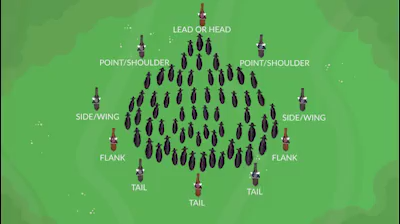 LEAD OR HEAD
POINT/SHOULDER
POINT/SHOULDER
SIDE/WING
SIDE/WING
FLANK
FLANK
TAIL
TAIL
TAIL